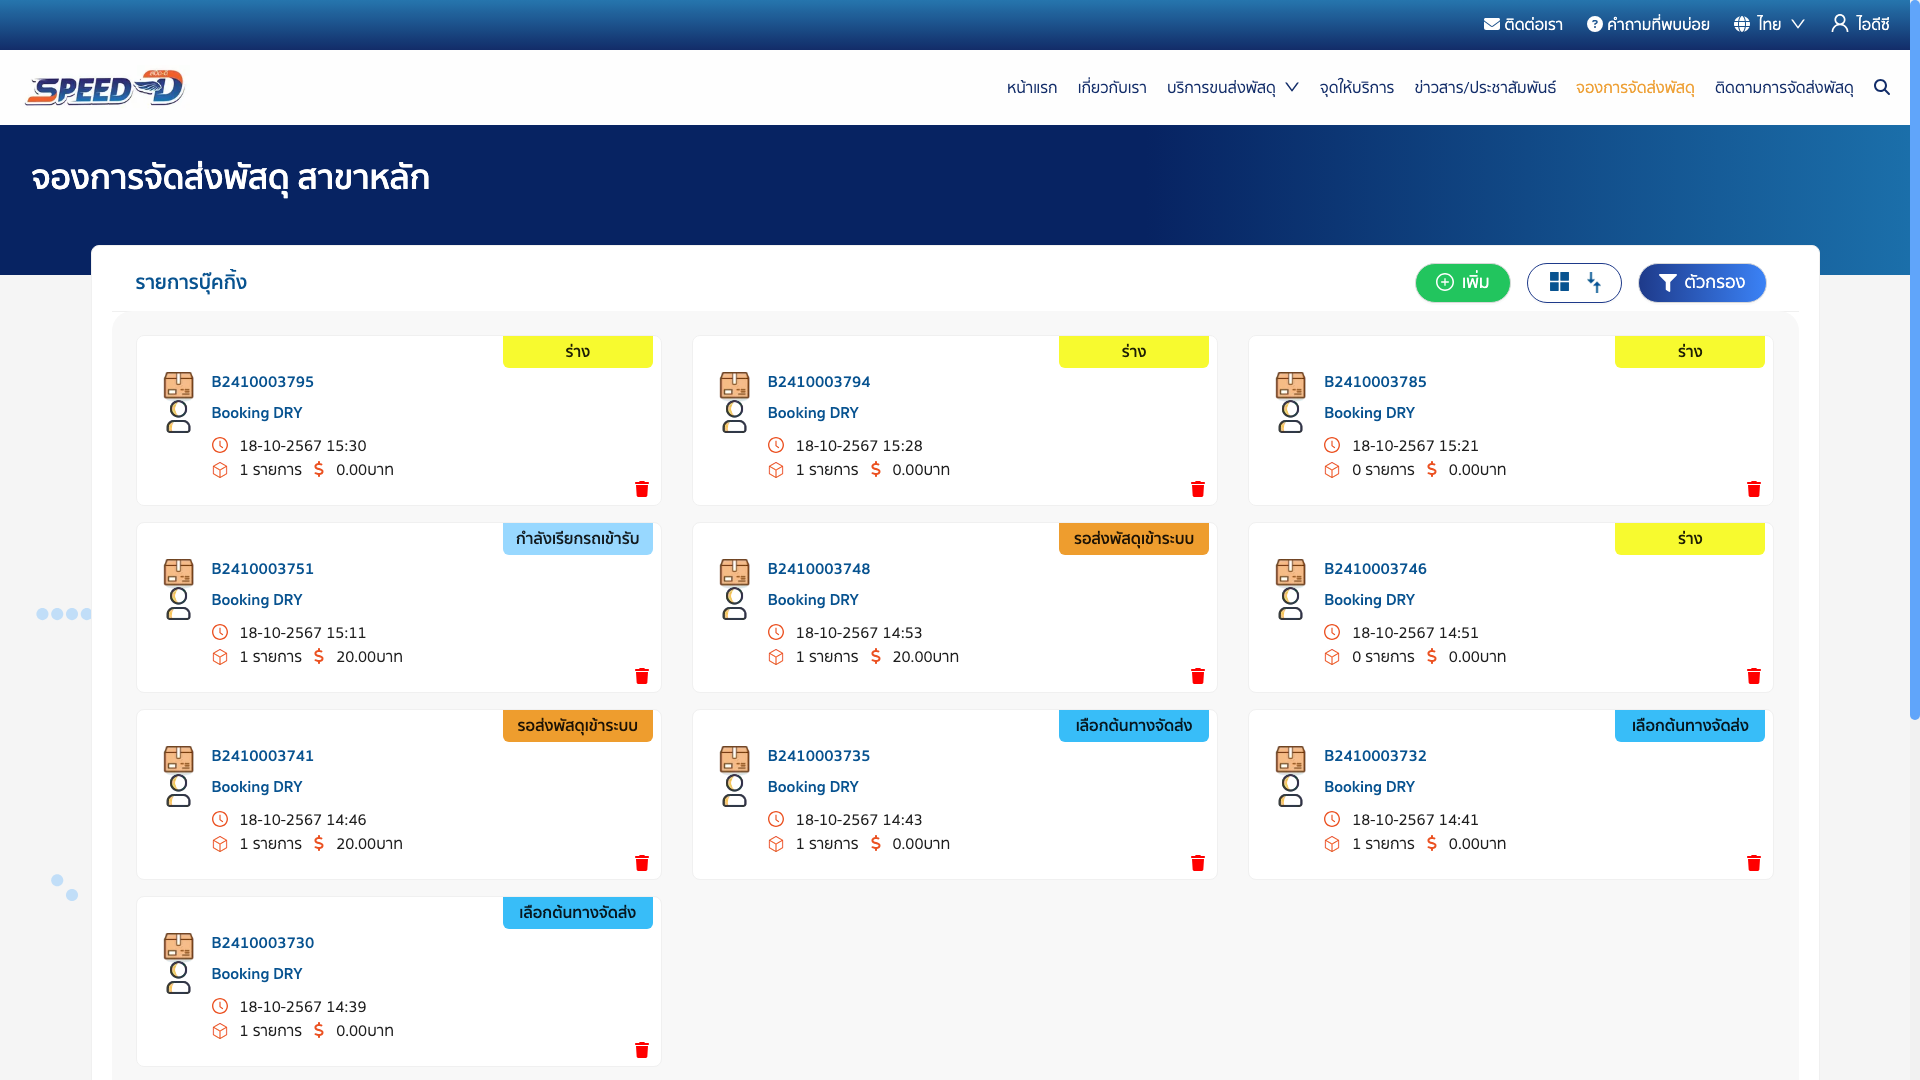 ติดต่อเรา คำถามที่พบบ่อย ไทย ไอดีซี
SPEED-D
หน้าแรก เกี่ยวกับเรา บริการขนส่งพัสดุ จุดให้บริการ ข่าวสาร/ประชาสัมพันธ์ จองการจัดส่งพัสดุ ติดตามการจัดส่งพัสดุ
จองการจัดส่งพัสดุ สาขาหลัก
รายการบุ๊คกิ้ง
เพิ่ม
ตัวกรอง
ร่าง
B2410003795
Booking DRY
18-10-2567 15:30
1 รายการ $ 0.00บาท
ร่าง
B2410003794
Booking DRY
18-10-2567 15:28
1 รายการ $ 0.00บาท
ร่าง
B2410003785
Booking DRY
18-10-2567 15:21
0 รายการ $ 0.00บาท
กำลังเรียกรถเข้ารับ
B2410003751
Booking DRY
18-10-2567 15:11
1 รายการ $ 20.00บาท
รอส่งพัสดุเข้าระบบ
B2410003748
Booking DRY
18-10-2567 14:53
1 รายการ $ 20.00บาท
ร่าง
B2410003746
Booking DRY
18-10-2567 14:51
0 รายการ $ 0.00บาท
รอส่งพัสดุเข้าระบบ
B2410003741
Booking DRY
18-10-2567 14:46
1 รายการ $ 20.00บาท
เลือกต้นทางจัดส่ง
B2410003735
Booking DRY
18-10-2567 14:43
1 รายการ $ 0.00บาท
เลือกต้นทางจัดส่ง
B2410003732
Booking DRY
18-10-2567 14:41
1 รายการ $ 0.00บาท
เลือกต้นทางจัดส่ง
B2410003730
Booking DRY
18-10-2567 14:39
1 รายการ $ 0.00บาท